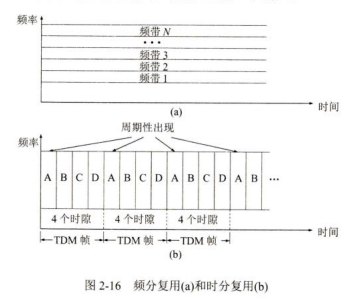 频率
频带 N
•••
频带 3
频带 2
频带 1
时间
(a)
周期性出现
频率
A B C D A B C D A B C D A B …
4 个时隙 4 个时隙 4 个时隙
时间
TDM 帧 TDM 帧 TDM 帧
(b)
图 2-16 频分复用(a)和时分复用(b)